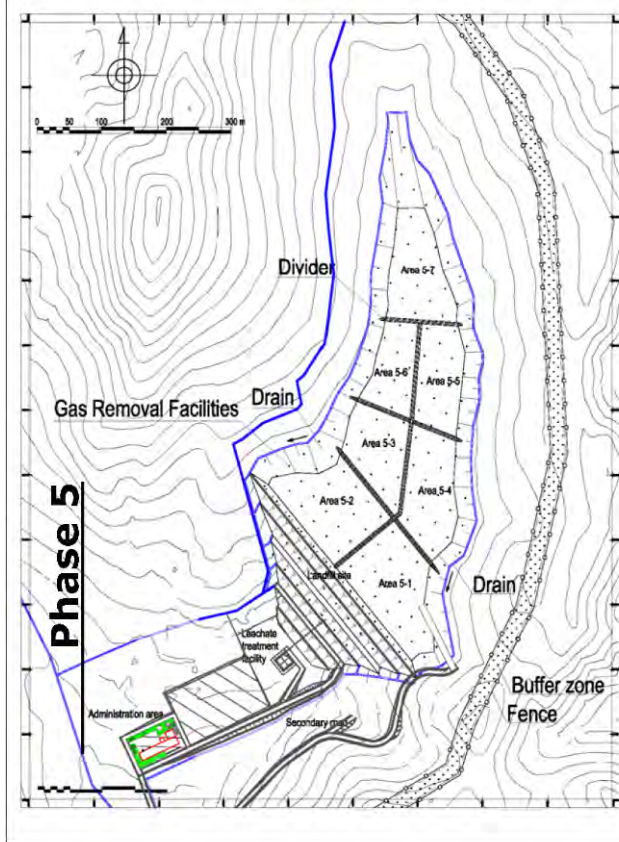 0 50 100 200 300 m
Divider
Area 5-7
Area 5-6
Area 5-5
Drain
Gas Removal Facilities
Area 5-3
Area 5-4
Area 5-2
Phase 5
Landfill site
Area 5-1
Drain
Leachate treatment
facility
Buffer zone
Fence
Administration area
Secondary map